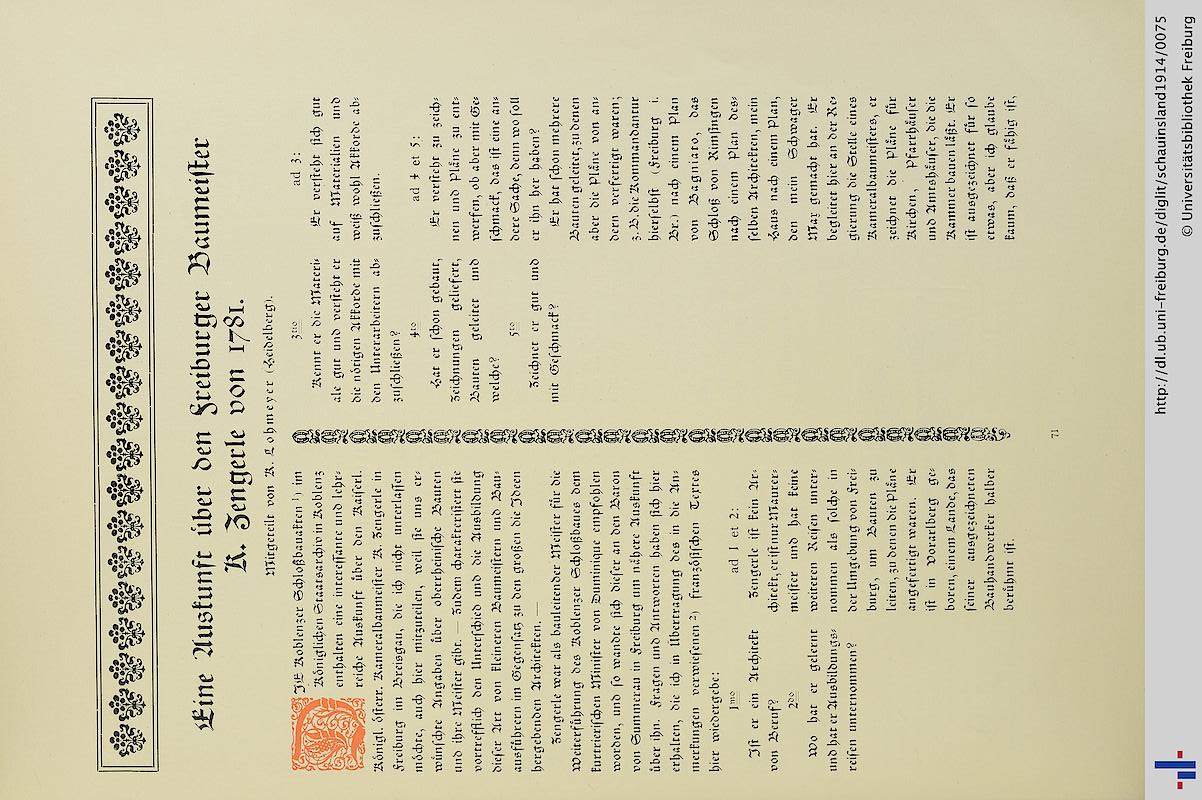 Eine Auskunft über den Freiburger Baumeister
K. Zengerle von 1781.
Mitgeteilt von K. Lohmeyer (Heidelberg).
DIE Koblenzer Schloßbauakten ¹) im
Königlichen Staatsarchiv in Koblenz
enthalten eine interessante und lehr-
reiche Auskunft über den Kaiserl.
Königl. österr. Kameralbaumeister K. Zengerle in
Freiburg im Breisgau, die ich nicht unterlassen
möchte, auch hier mitzuteilen, weil sie uns er-
wünschte Angaben über oberrheinische Bauten
und ihre Meister gibt. — Zudem charakterisiert sie
vortrefflich den Unterschied und die Ausbildung
dieser Art von kleineren Baumeistern und Bau-
ausführern im Gegensatz zu den großen die Ideen
hergebenden Architekten. —
Zengerle war als bauleitender Meister für die
Weiterführung des Koblenzer Schloßbaues dem
kurtrierischen Minister von Duminique empfohlen
worden, und so wandte sich dieser an den Baron
von Summerau in Freiburg um nähere Auskunft
über ihn. Fragen und Antworten haben sich hier
erhalten, die ich in Übertragung des in die An-
merkungen verwiesenen ²) französischen Textes
hier wiedergebe:
1mo
Ist er ein Architekt
von Beruf?
2do
Wo hat er gelernt
und hat er Ausbildungs-
reisen unternommen?
ad 1 et 2:
Zengerle ist kein Ar-
chitekt, er ist nur Maurer-
meister und hat keine
weiteren Reisen unter-
nommen als solche in
der Umgebung von Frei-
burg, um Bauten zu
leiten, zu denen die Pläne
angefertigt waren. Er
ist in Vorarlberg ge-
boren, einem Lande, das
seiner ausgezeichneten
Bauhandwerker halber
berühmt ist.
3tio
Kennt er die Materi-
ale gut und versteht er
die nötigen Akkorde mit
den Unterarbeitern ab-
zuschließen?
4to
Hat er schon gebaut,
Zeichnungen geliefert,
Bauten geleitet und
welche?
5to
Zeichnet er gut und
mit Geschmack?
ad 3:
Er versteht sich gut
auf Materialien und
weiß wohl Akkorde ab-
zuschließen.
ad 4 et 5:
Er versteht zu zeich-
nen und Pläne zu ent-
werfen, ob aber mit Ge-
schmack, das ist eine an-
dere Sache, denn wo soll
er ihn her haben?
Er hat schon mehrere
Bauten geleitet, zu denen
aber die Pläne von an-
dern verfertigt waren;
z. B. die Kommandantur
hierselbst (Freiburg i.
Br.) nach einem Plan
von Bagniato, das
Schloß von Rimsingen
nach einem Plan des-
selben Architekten, mein
Haus nach einem Plan,
den mein Schwager
May gemacht hat. Er
begleitet hier an der Re-
gierung die Stelle eines
Kameralbaumeisters, er
zeichnet die Pläne für
Kirchen, Pfarrhäuser
und Amtshäuser, die die
Kammer bauen läßt. Er
ist ausgezeichnet für so
etwas, aber ich glaube
kaum, daß er fähig ist,
71
http://dl.ub.uni-freiburg.de/diglit/schauinsland1914/0075
© Universitätsbibliothek Freiburg